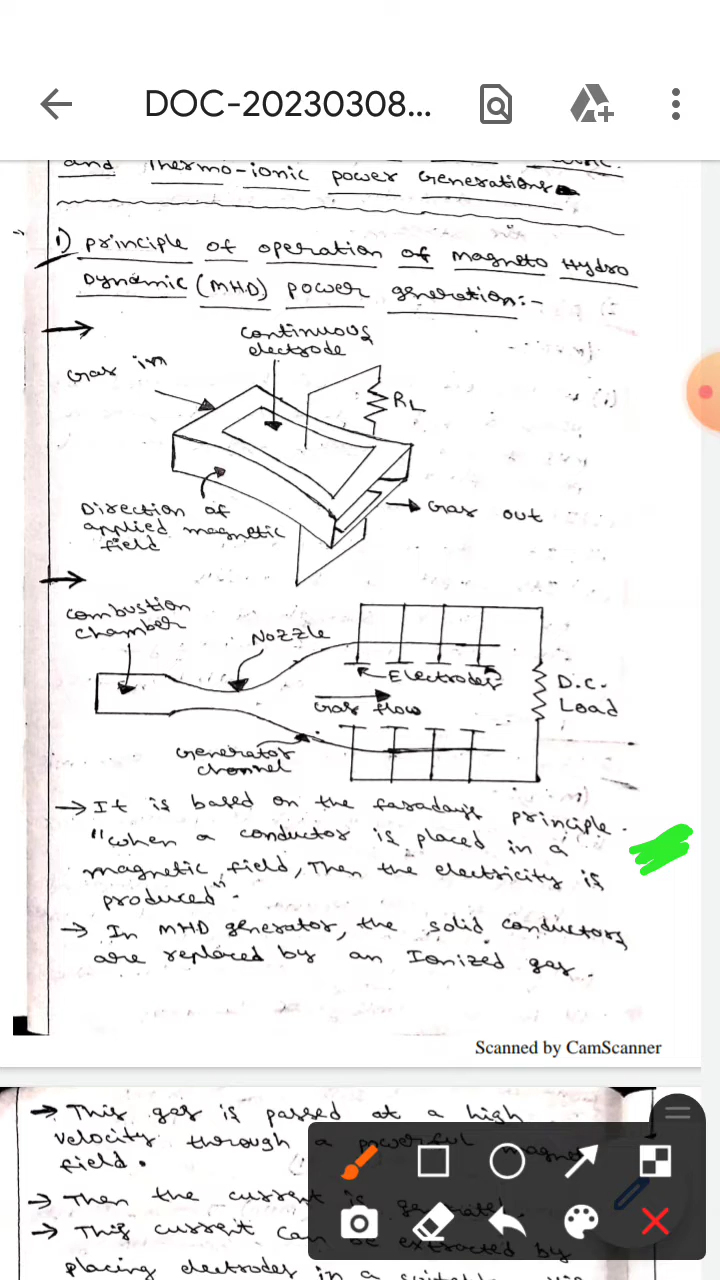 DOC-20230308...
and Thermo-ionic power Generations
1) principle of operation of magneto Hydro
Dynamic (MHD) power generation:-
continuous
electrode
Gas in
RL
Direction of
applied magnetic
field
Gas out
combustion
chamber
Nozzle
Electrodes
D.C.
Load
Gas flow
Generator
channel
→ It is based on the faradays principle.
"when a conductor is placed in a
magnetic field, Then the electricity is
produced".
→ In MHD generator, the solid conductors
are replaced by an Ionized gas.
Scanned by CamScanner
→ This gas is passed at a high
velocity through a powerful
field.
→ Then the current is
→ This current can be extracted by
placing electrodes in a